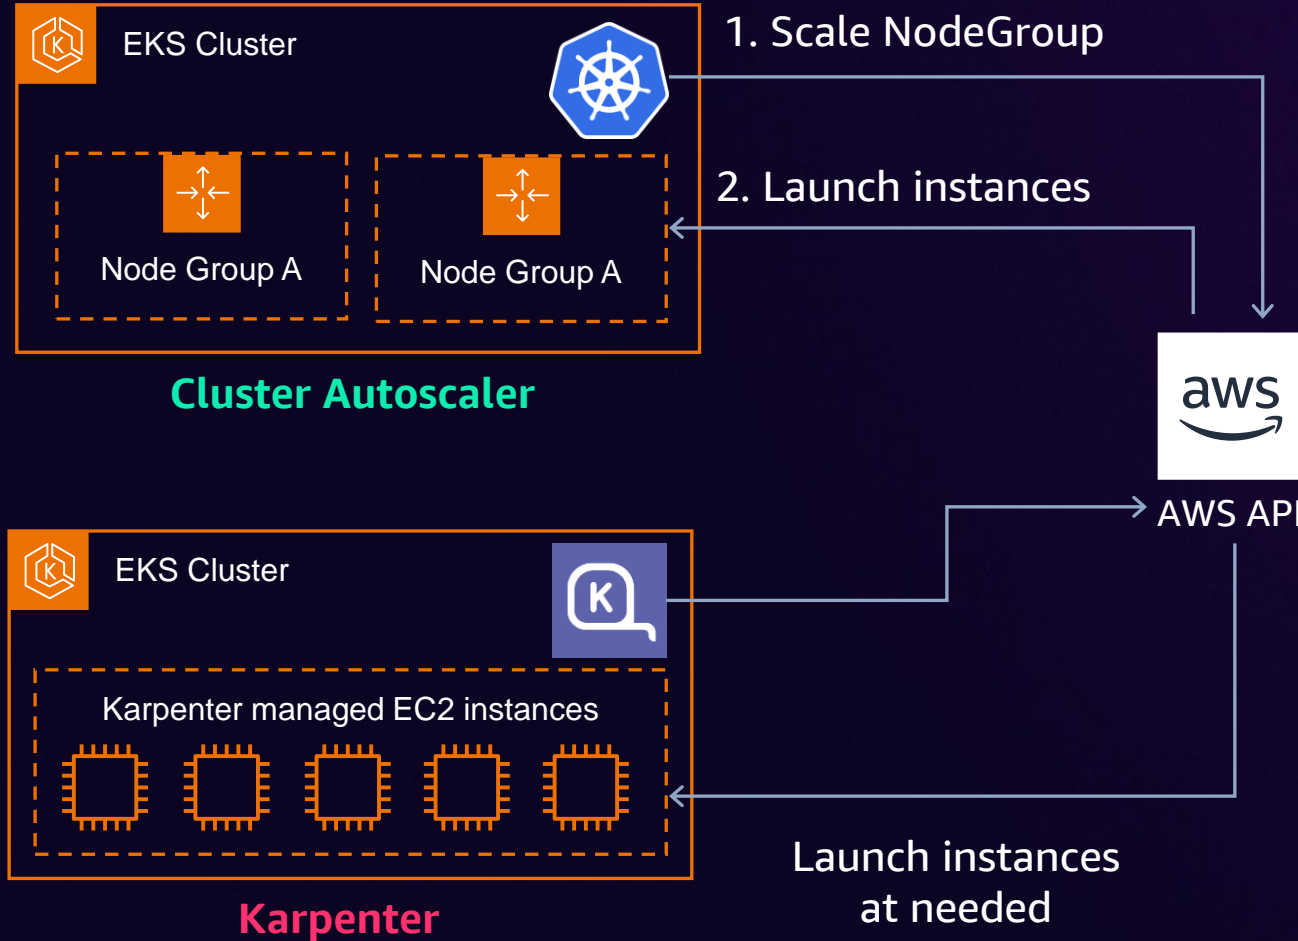 EKS Cluster
1. Scale NodeGroup
2. Launch instances
Node Group A
Node Group A
Cluster Autoscaler
aws
AWS API
EKS Cluster
K
Karpenter managed EC2 instances
Launch instances
at needed
Karpenter